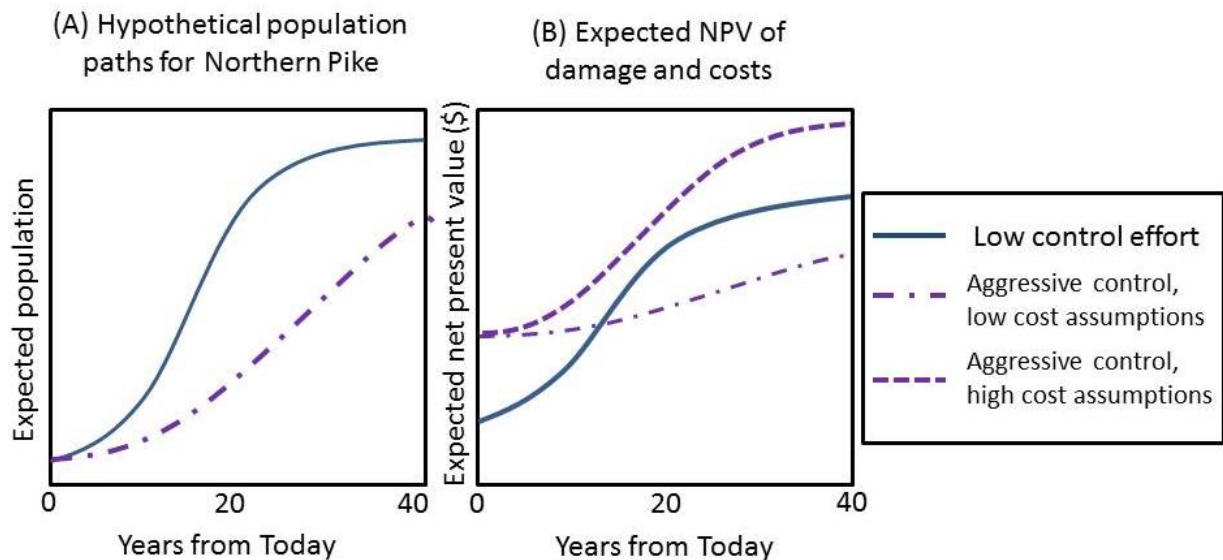 (A) Hypothetical population
paths for Northern Pike
Expected population
0
20
40
Years from Today
(B) Expected NPV of
damage and costs
Expected net present value ($)
0
20
40
Years from Today
Low control effort
Aggressive control,
low cost assumptions
Aggressive control,
high cost assumptions